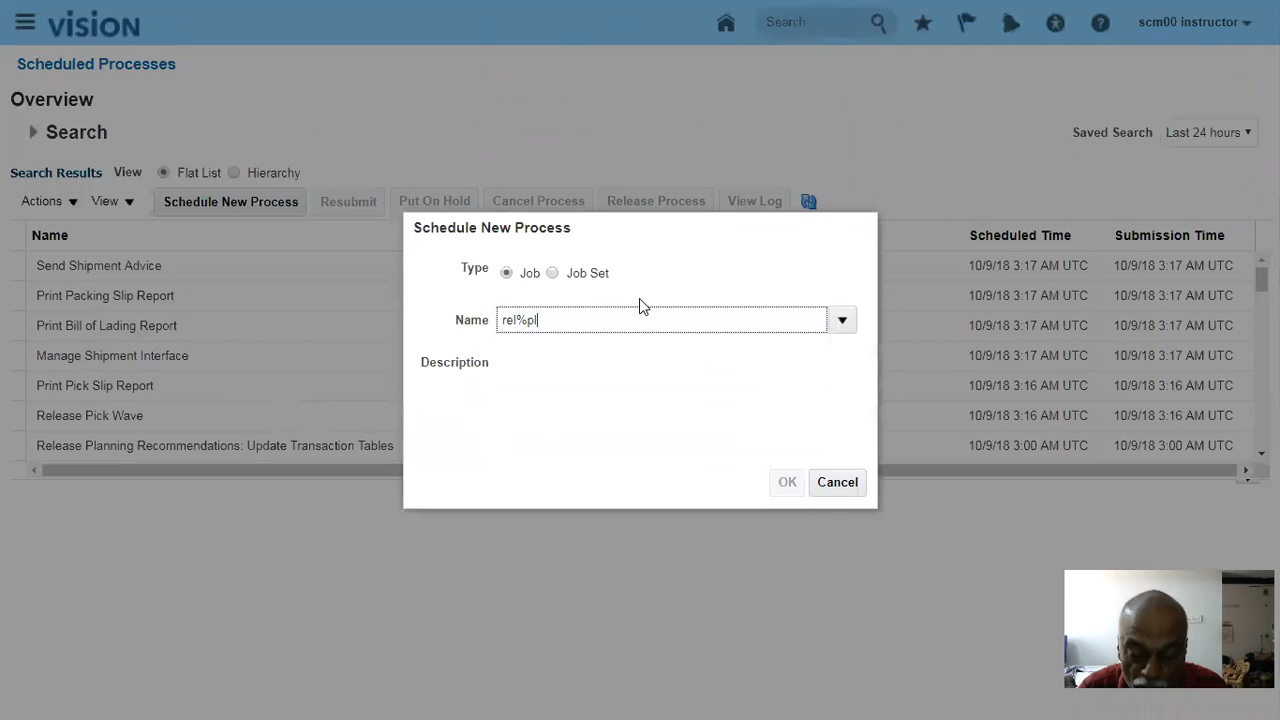 vision
Search
scm00 instructor
Scheduled Processes
Overview
Search
Saved Search Last 24 hours
Search Results View Flat List Hierarchy
Actions View Schedule New Process Resubmit Put On Hold Cancel Process Release Process View Log
Name Scheduled Time Submission Time
Send Shipment Advice 10/9/18 3:17 AM UTC 10/9/18 3:17 AM UTC
Print Packing Slip Report 10/9/18 3:17 AM UTC 10/9/18 3:17 AM UTC
Print Bill of Lading Report 10/9/18 3:17 AM UTC 10/9/18 3:17 AM UTC
Manage Shipment Interface 10/9/18 3:17 AM UTC 10/9/18 3:17 AM UTC
Print Pick Slip Report 10/9/18 3:16 AM UTC 10/9/18 3:16 AM UTC
Release Pick Wave 10/9/18 3:16 AM UTC 10/9/18 3:16 AM UTC
Release Planning Recommendations: Update Transaction Tables 10/9/18 3:00 AM UTC 10/9/18 3:00 AM UTC
Schedule New Process
Type Job Job Set
Name rel%pl
Description
OK Cancel